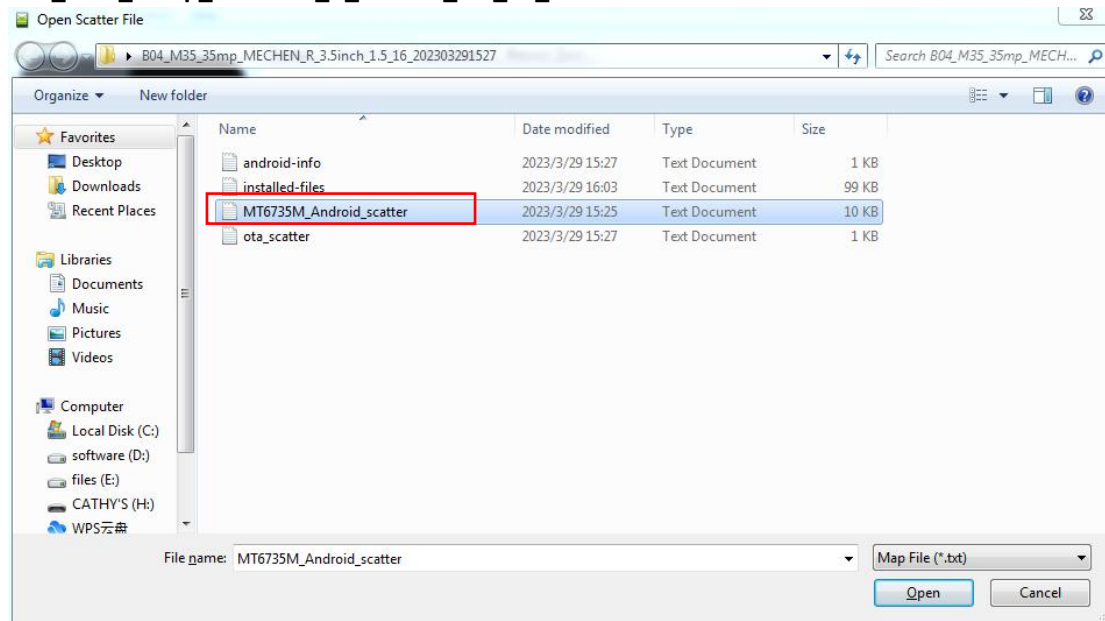 Open Scatter File
B04_M35_35mp_MECHEN_R_3.5inch_1.5_16_202303291527
Search B04_M35_35mp_MECH...
Organize New folder
Name Date modified Type Size
Favorites
Desktop
Downloads
Recent Places
Libraries
Documents
Music
Pictures
Videos
Computer
Local Disk (C:)
software (D:)
files (E:)
CATHY'S (H:)
WPS云盘
android-info 2023/3/29 15:27 Text Document 1 KB
installed-files 2023/3/29 16:03 Text Document 99 KB
MT6735M_Android_scatter 2023/3/29 15:25 Text Document 10 KB
ota_scatter 2023/3/29 15:27 Text Document 1 KB
File name: MT6735M_Android_scatter
Map File (*.txt)
Open Cancel